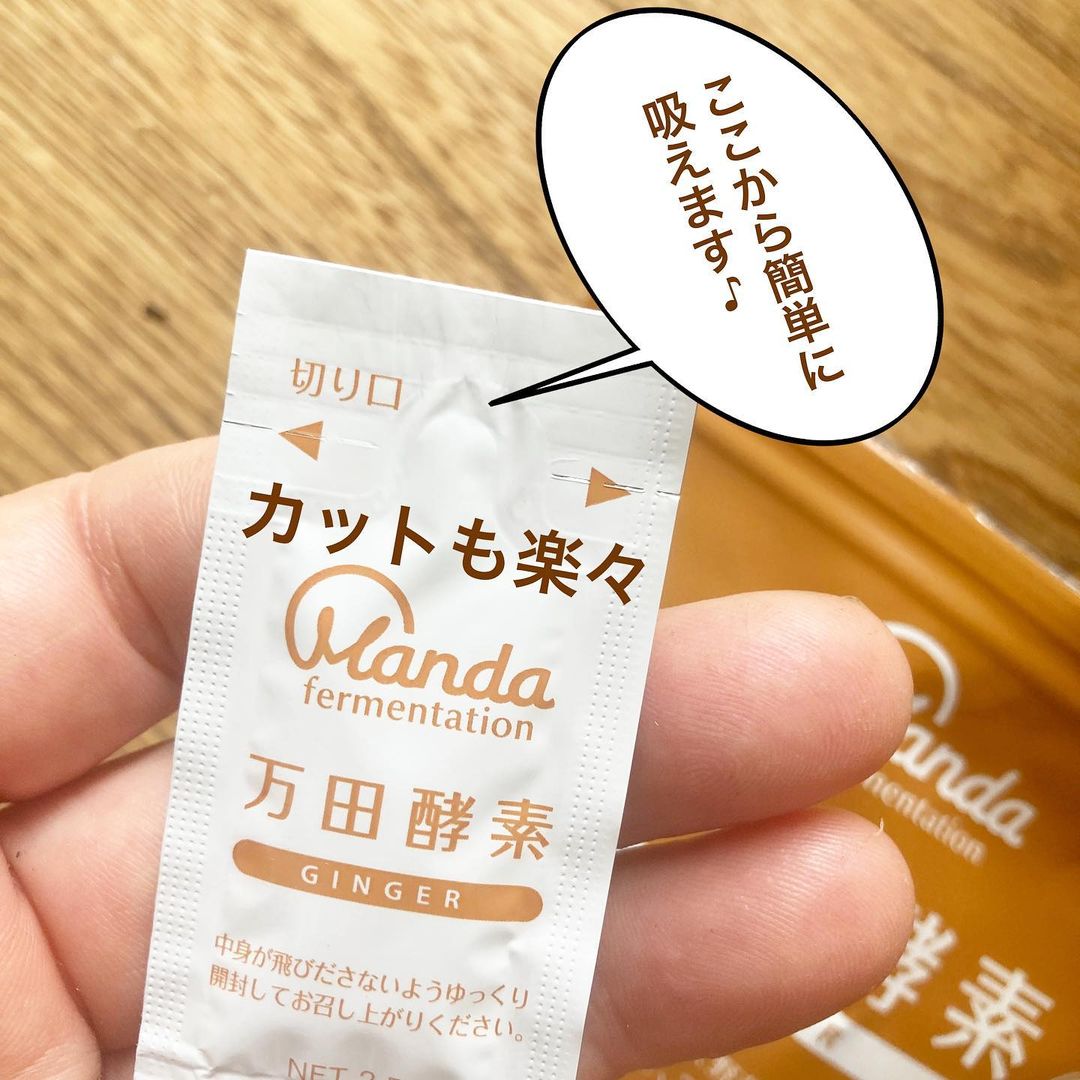 ここから簡単に
吸えます♪
切り口
カットも楽々
Manda
fermentation
万田酵素
GINGER
中身が飛びださないようゆっくり
開封してお召し上がりください。
NET
Manda
fermentation
酵素